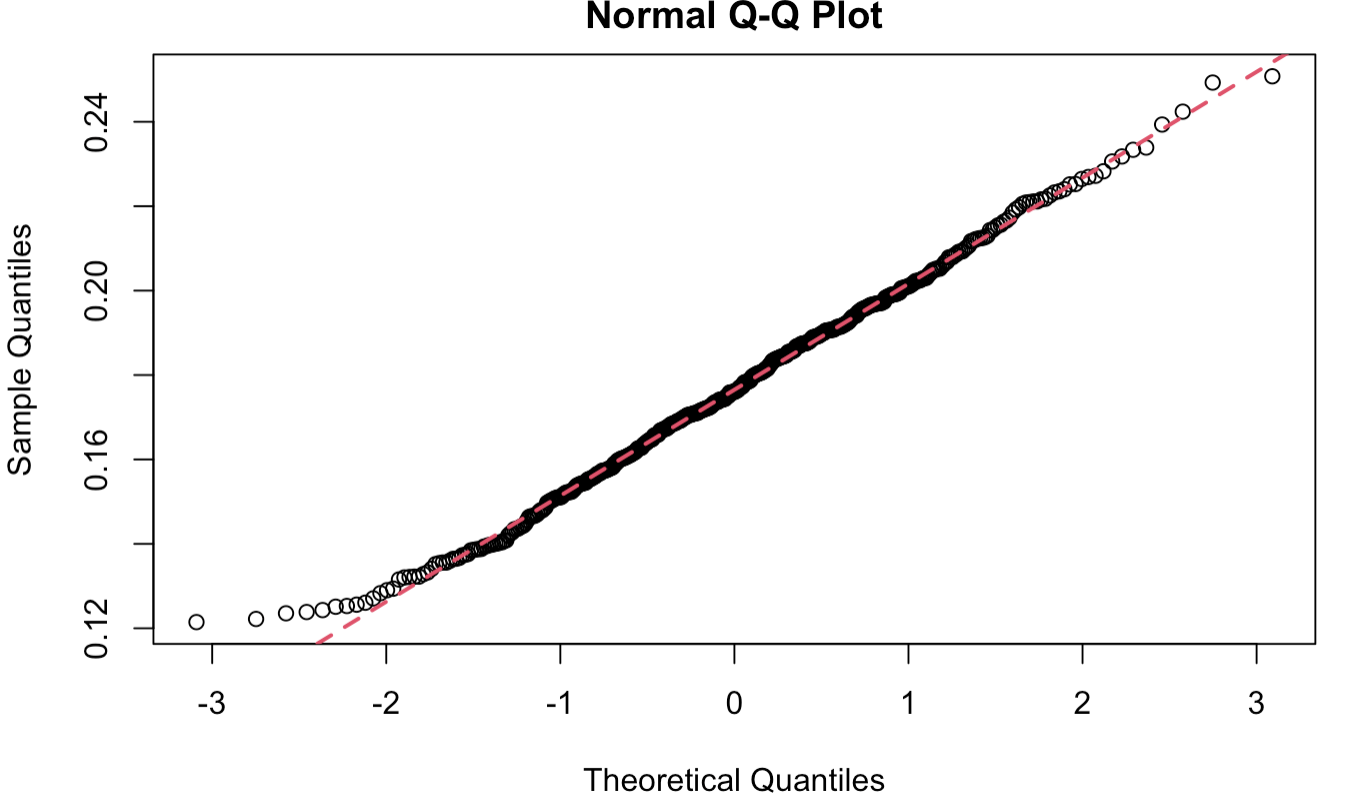 Normal Q-Q Plot
Sample Quantiles
0.24
0.20
0.16
0.12
-3 -2 -1 0 1 2 3
Theoretical Quantiles